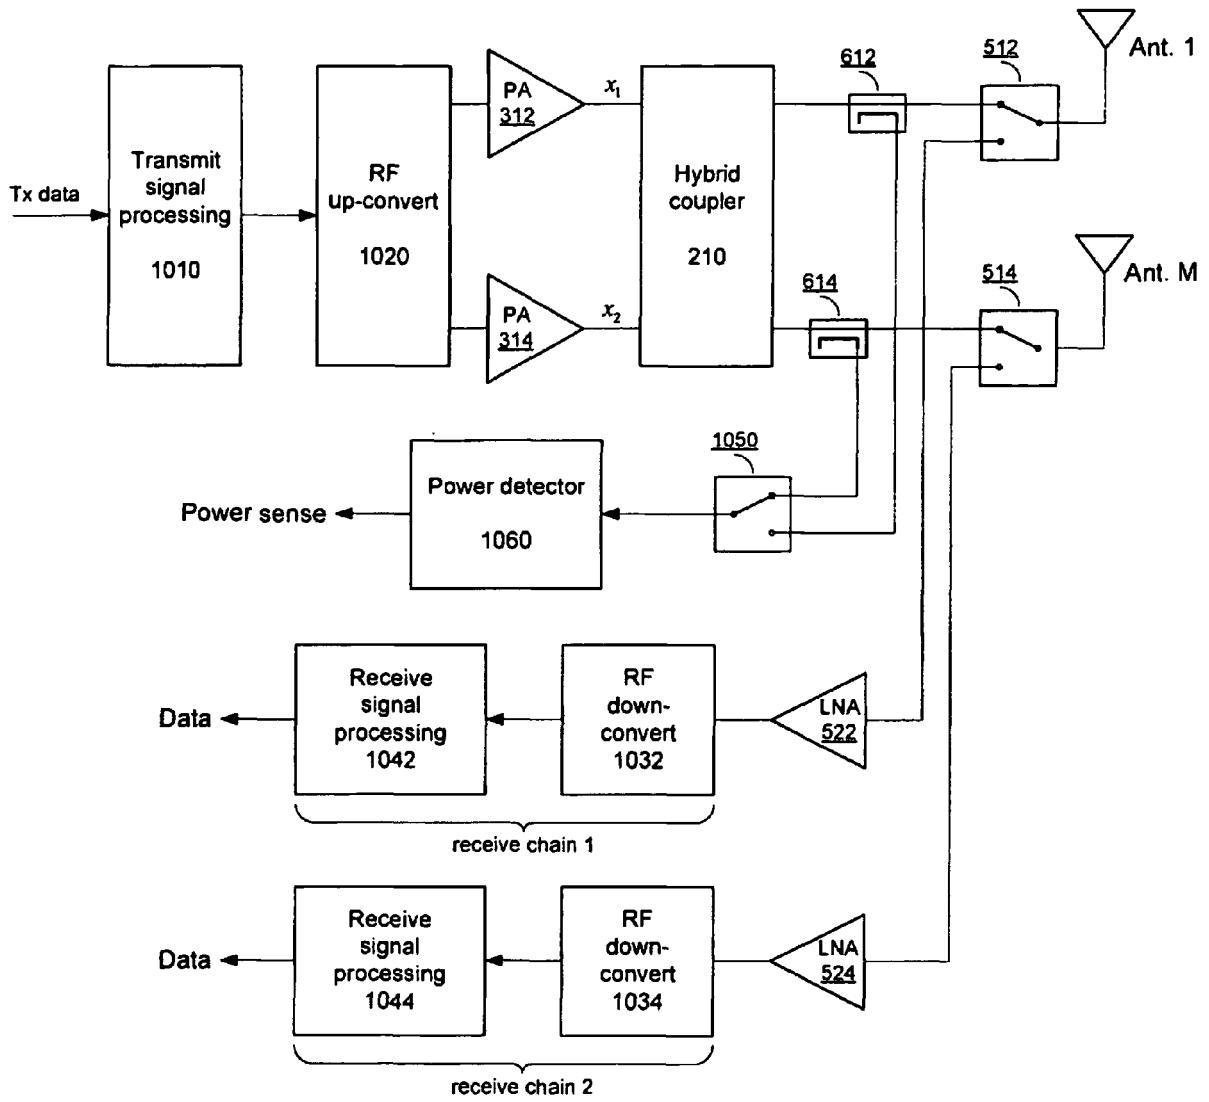 Tx data
Transmit
signal
processing
1010
RF
up-convert
1020
PA
312
x1
PA
314
x2
Hybrid
coupler
210
612
512
Ant. 1
614
514
Ant. M
1050
Power detector
1060
Power sense
Data
Receive
signal
processing
1042
RF
down-
convert
1032
LNA
522
receive chain 1
Data
Receive
signal
processing
1044
RF
down-
convert
1034
LNA
524
receive chain 2